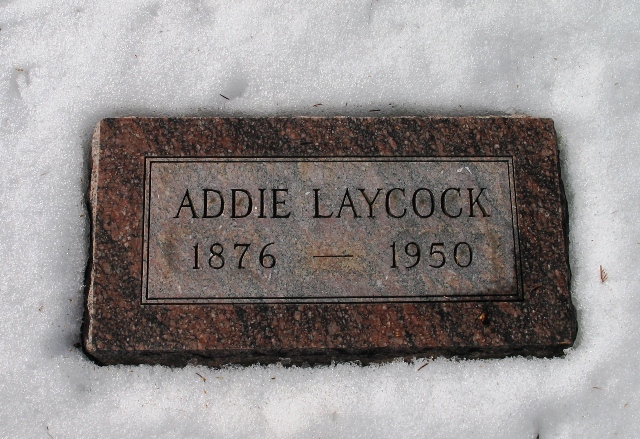 ADDIE LAYCOCK
1876 — 1950